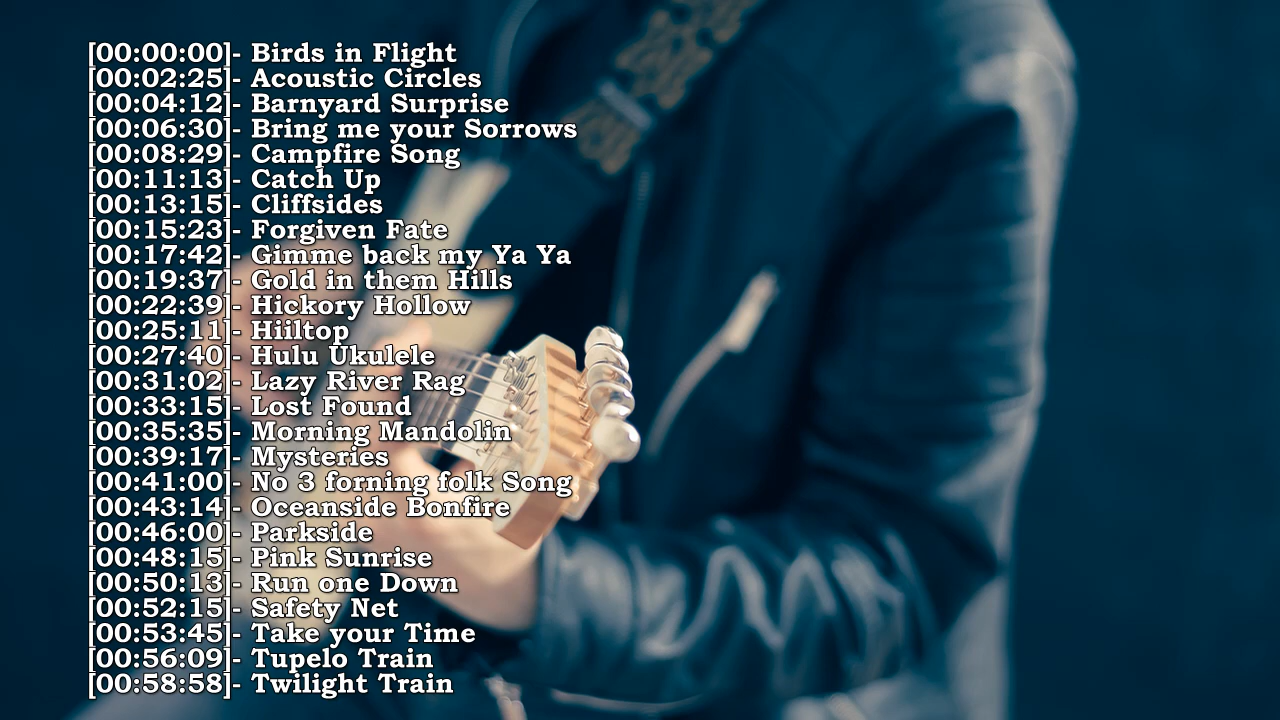 [00:00:00]- Birds in Flight
[00:02:25]- Acoustic Circles
[00:04:12]- Barnyard Surprise
[00:06:30]- Bring me your Sorrows
[00:08:29]- Campfire Song
[00:11:13]- Catch Up
[00:13:15]- Cliffsides
[00:15:23]- Forgiven Fate
[00:17:42]- Gimme back my Ya Ya
[00:19:37]- Gold in them Hills
[00:22:39]- Hickory Hollow
[00:25:11]- Hiiltop
[00:27:40]- Hulu Ukulele
[00:31:02]- Lazy River Rag
[00:33:15]- Lost Found
[00:35:35]- Morning Mandolin
[00:39:17]- Mysteries
[00:41:00]- No 3 forning folk Song
[00:43:14]- Oceanside Bonfire
[00:46:00]- Parkside
[00:48:15]- Pink Sunrise
[00:50:13]- Run one Down
[00:52:15]- Safety Net
[00:53:45]- Take your Time
[00:56:09]- Tupelo Train
[00:58:58]- Twilight Train